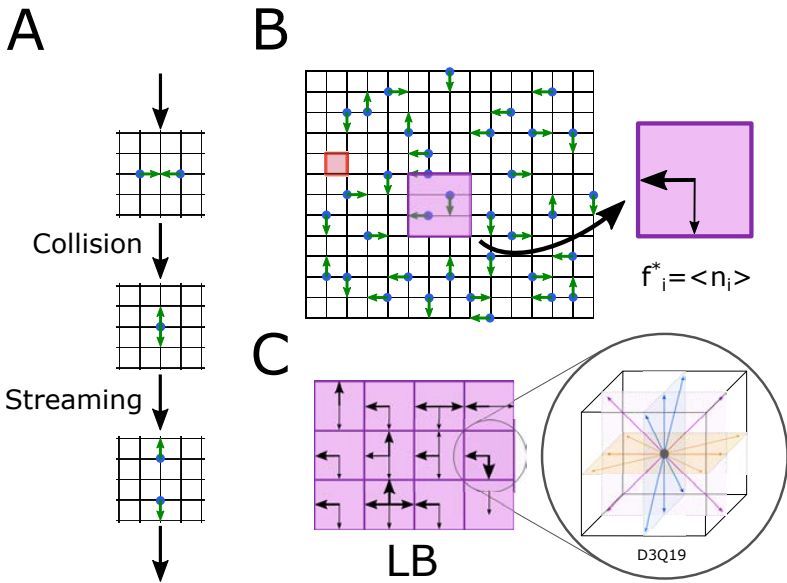 A
Collision
Streaming
B
f*i=<ni>
C
LB
D3Q19